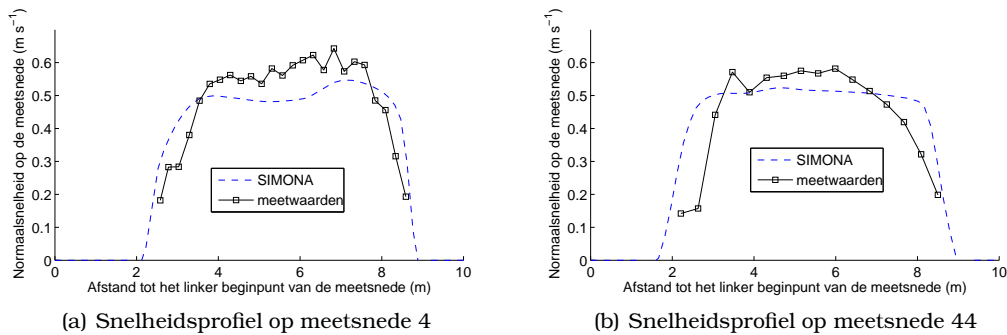 Normaalsnelheid op de meetsnede (m s⁻¹)
0.6
0.5
0.4
0.3
0.2
0.1
0
0 2 4 6 8 10
SIMONA
meetwaarden
Afstand tot het linker beginpunt van de meetsnede (m)
(a) Snelheidsprofiel op meetsnede 4
Normaalsnelheid op de meetsnede (m s⁻¹)
0.6
0.5
0.4
0.3
0.2
0.1
0
0 2 4 6 8 10
SIMONA
meetwaarden
Afstand tot het linker beginpunt van de meetsnede (m)
(b) Snelheidsprofiel op meetsnede 44